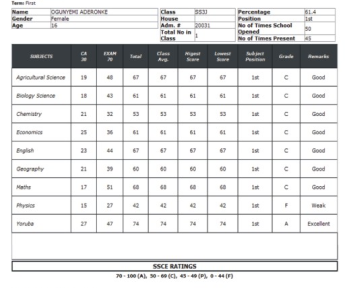 Term: First
Name OGUNYEMI ADERONKE Class SS3J Percentage 61.4
Gender Female House Position 1st
Age 16 Adm. # 20031 No of Times School Opened 50
Total No in Class 1 No of Times Present 45
SUBJECTS CA 30 EXAM 70 Total Class Avg. Higest Score Lowest Score Subject Position Grade Remarks
Agricultural Science 19 48 67 67 67 67 1st C Good
Biology Science 18 43 61 61 61 61 1st C Good
Chemistry 21 32 53 53 53 53 1st C Good
Economics 25 36 61 61 61 61 1st C Good
English 23 44 67 67 67 67 1st C Good
Geography 21 39 60 60 60 60 1st C Good
Maths 17 51 68 68 68 68 1st C Good
Physics 15 27 42 42 42 42 1st F Weak
Yoruba 27 47 74 74 74 74 1st A Excellent
SSCE RATINGS
70 - 100 (A), 50 - 69 (C), 45 - 49 (P), 0 - 44 (F)